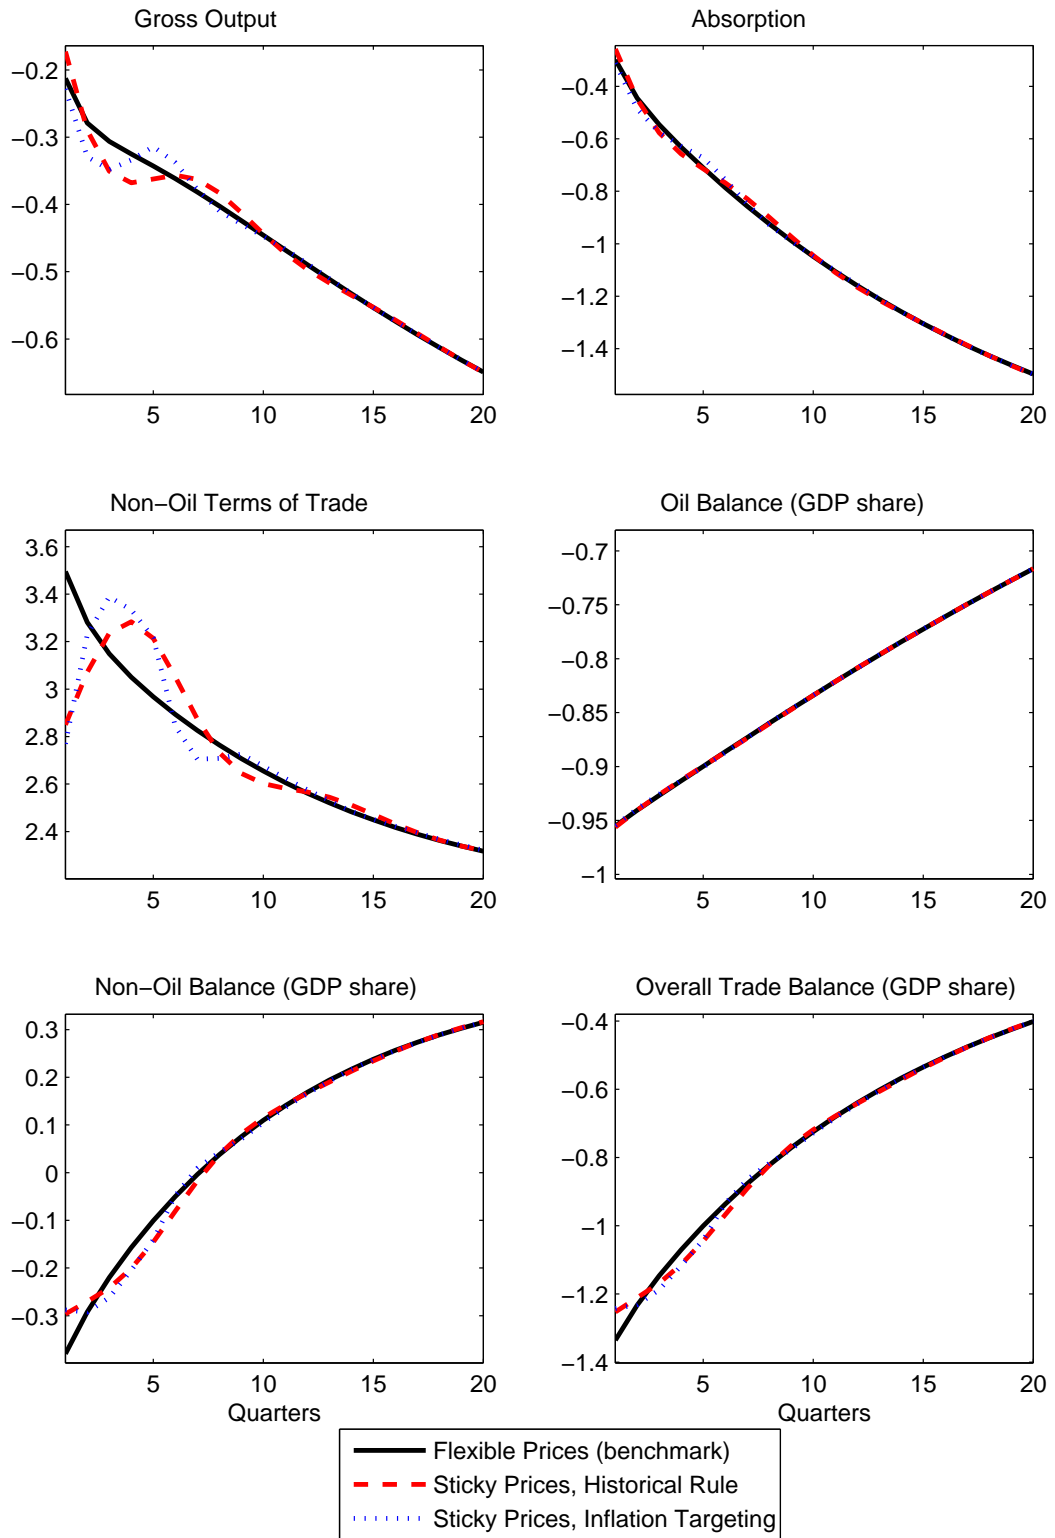 Gross Output
−0.2
−0.3
−0.4
−0.5
−0.6
5 10 15 20
Absorption
−0.4
−0.6
−0.8
−1
−1.2
−1.4
5 10 15 20
Non−Oil Terms of Trade
3.6
3.4
3.2
3
2.8
2.6
2.4
5 10 15 20
Oil Balance (GDP share)
−0.7
−0.75
−0.8
−0.85
−0.9
−0.95
−1
5 10 15 20
Non−Oil Balance (GDP share)
0.3
0.2
0.1
0
−0.1
−0.2
−0.3
5 10 15 20
Quarters
Overall Trade Balance (GDP share)
−0.4
−0.6
−0.8
−1
−1.2
−1.4
5 10 15 20
Quarters
Flexible Prices (benchmark)
Sticky Prices, Historical Rule
Sticky Prices, Inflation Targeting